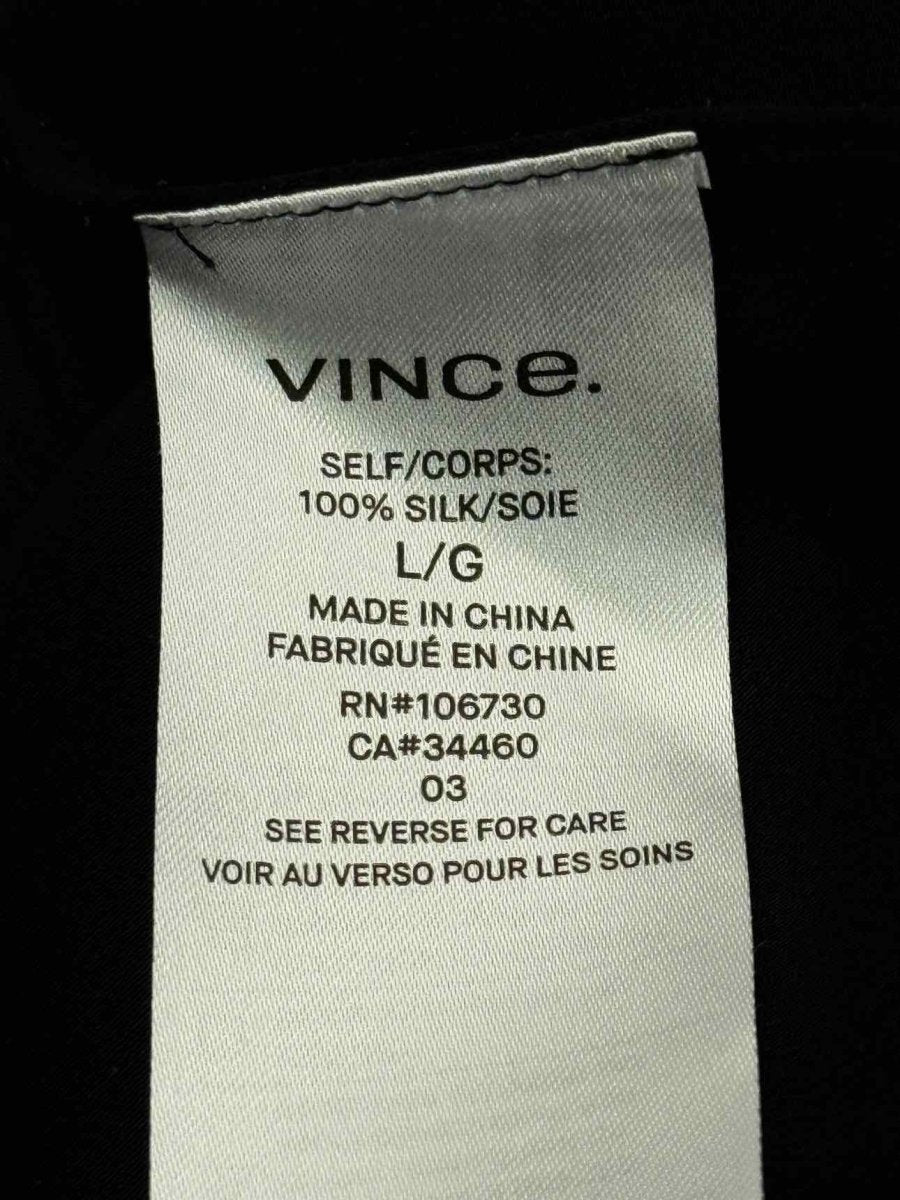 VINCe.
SELF/CORPS:
100% SILK/SOIE
L/G
MADE IN CHINA
FABRIQUÉ EN CHINE
RN#106730
CA#34460
03
SEE REVERSE FOR CARE
VOIR AU VERSO POUR LES SOINS